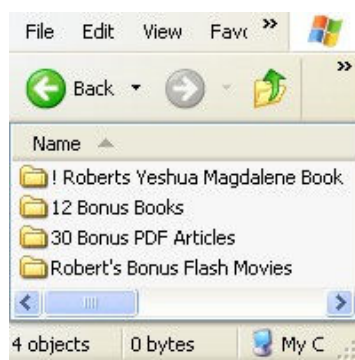 File Edit View Fav( »
Back »
Name
! Roberts Yeshua Magdalene Book
12 Bonus Books
30 Bonus PDF Articles
Robert's Bonus Flash Movies
4 objects 0 bytes My C